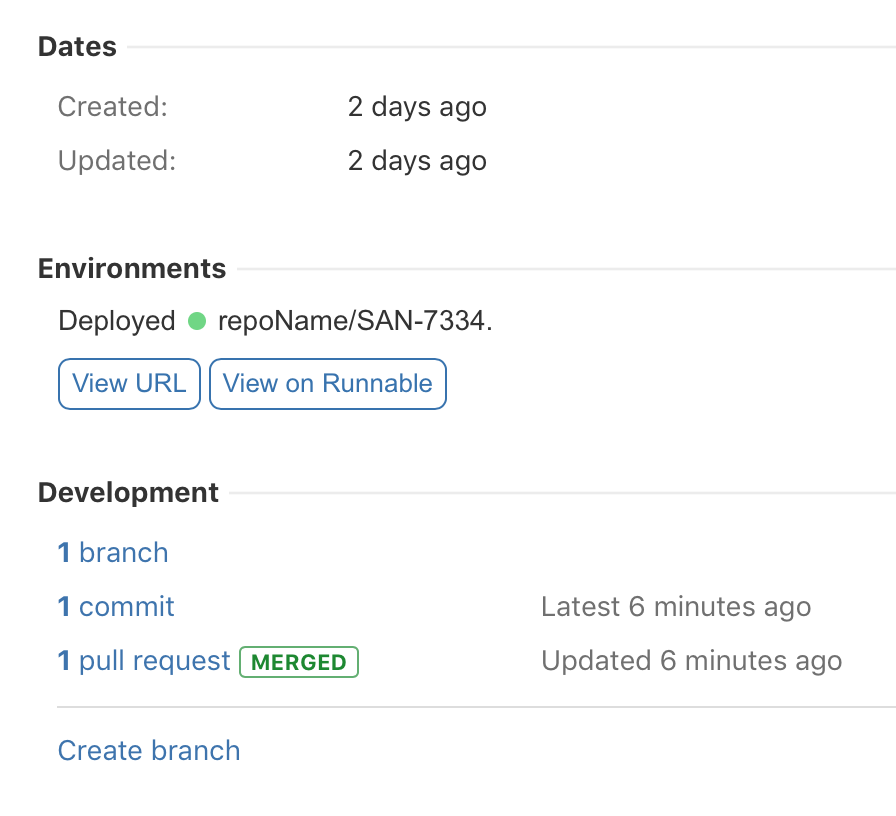 Dates
Created: 2 days ago
Updated: 2 days ago
Environments
Deployed repoName/SAN-7334.
View URL View on Runnable
Development
1 branch
1 commit Latest 6 minutes ago
1 pull request MERGED Updated 6 minutes ago
Create branch